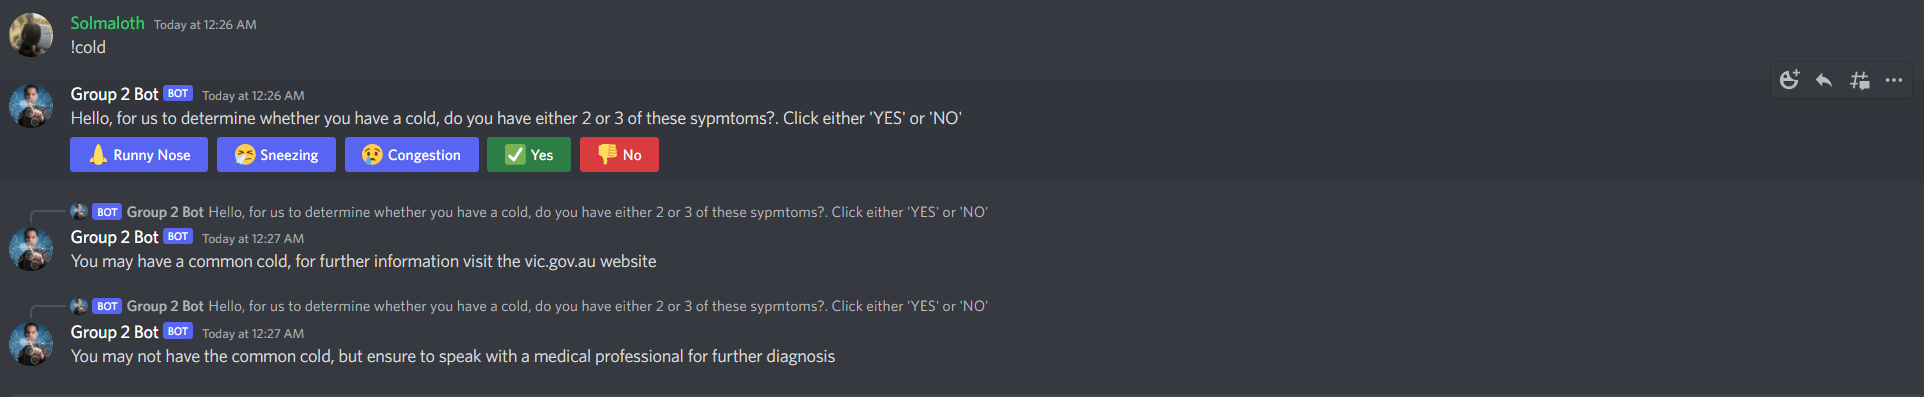 Solmaloth Today at 12:26 AM
!cold
Group 2 Bot BOT Today at 12:26 AM
Hello, for us to determine whether you have a cold, do you have either 2 or 3 of these sypmtoms?. Click either 'YES' or 'NO'
Runny Nose Sneezing Congestion Yes No
BOT Group 2 Bot Hello, for us to determine whether you have a cold, do you have either 2 or 3 of these sypmtoms?. Click either 'YES' or 'NO'
Group 2 Bot BOT Today at 12:27 AM
You may have a common cold, for further information visit the vic.gov.au website
BOT Group 2 Bot Hello, for us to determine whether you have a cold, do you have either 2 or 3 of these sypmtoms?. Click either 'YES' or 'NO'
Group 2 Bot BOT Today at 12:27 AM
You may not have the common cold, but ensure to speak with a medical professional for further diagnosis